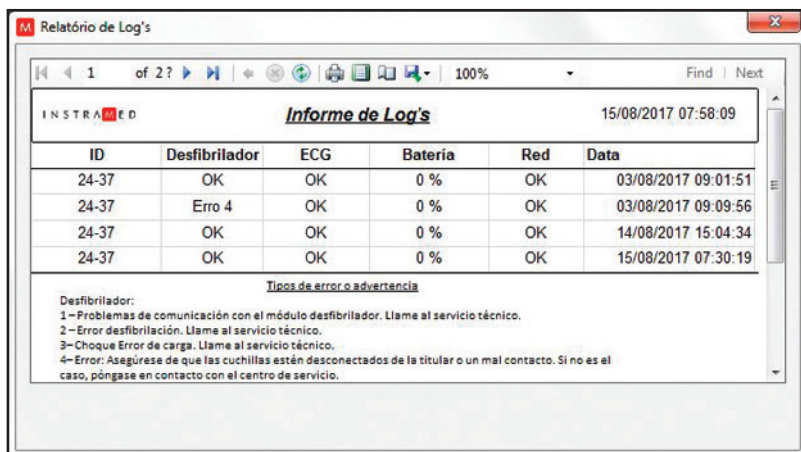 M Relatório de Log's
1 of 2? 100% Find | Next
INSTRAMED Informe de Log's 15/08/2017 07:58:09
ID Desfibrilador ECG Batería Red Data
24-37 OK OK 0 % OK 03/08/2017 09:01:51
24-37 Erro 4 OK 0 % OK 03/08/2017 09:09:56
24-37 OK OK 0 % OK 14/08/2017 15:04:34
24-37 OK OK 0 % OK 15/08/2017 07:30:19
Tipos de error o advertencia
Desfibrilador:
1–Problemas de comunicación con el módulo desfibrilador. Llame al servicio técnico.
2–Error desfibrilación. Llame al servicio técnico.
3–Choque Error de carga. Llame al servicio técnico.
4–Error: Asegúrese de que las cuchillas estén desconectados de la titular o un mal contacto. Si no es el
caso, póngase en contacto con el centro de servicio.